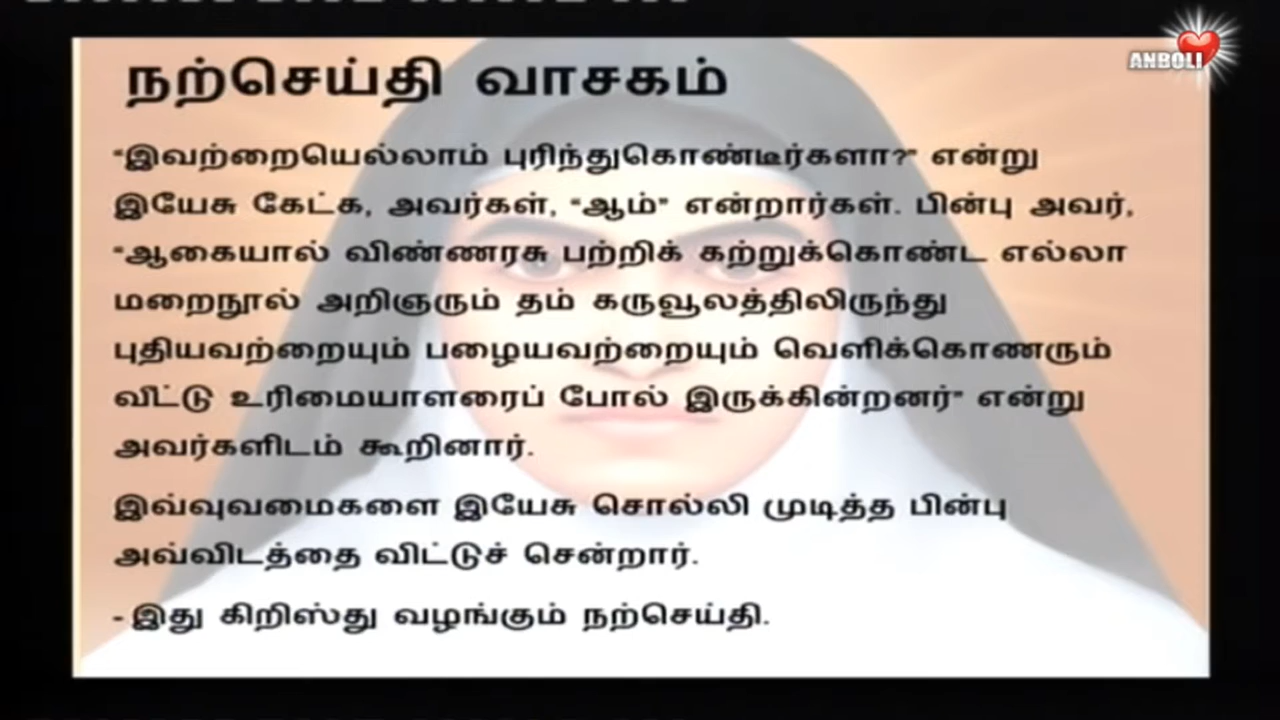 ANBOLI
நற்செய்தி வாசகம்
“இவற்றையெல்லாம் புரிந்துகொண்டீர்களா?” என்று
இயேசு கேட்க, அவர்கள், “ஆம்” என்றார்கள். பின்பு அவர்,
“ஆகையால் விண்ணரசு பற்றிக் கற்றுக்கொண்ட எல்லா
மறைநூல் அறிஞரும் தம் கருவூலத்திலிருந்து
புதியவற்றையும் பழையவற்றையும் வெளிக்கொணரும்
வீட்டு உரிமையாளரைப் போல் இருக்கின்றனர்” என்று
அவர்களிடம் கூறினார்.
இவ்வுவமைகளை இயேசு சொல்லி முடித்த பின்பு
அவ்விடத்தை விட்டுச் சென்றார்.
- இது கிறிஸ்து வழங்கும் நற்செய்தி.